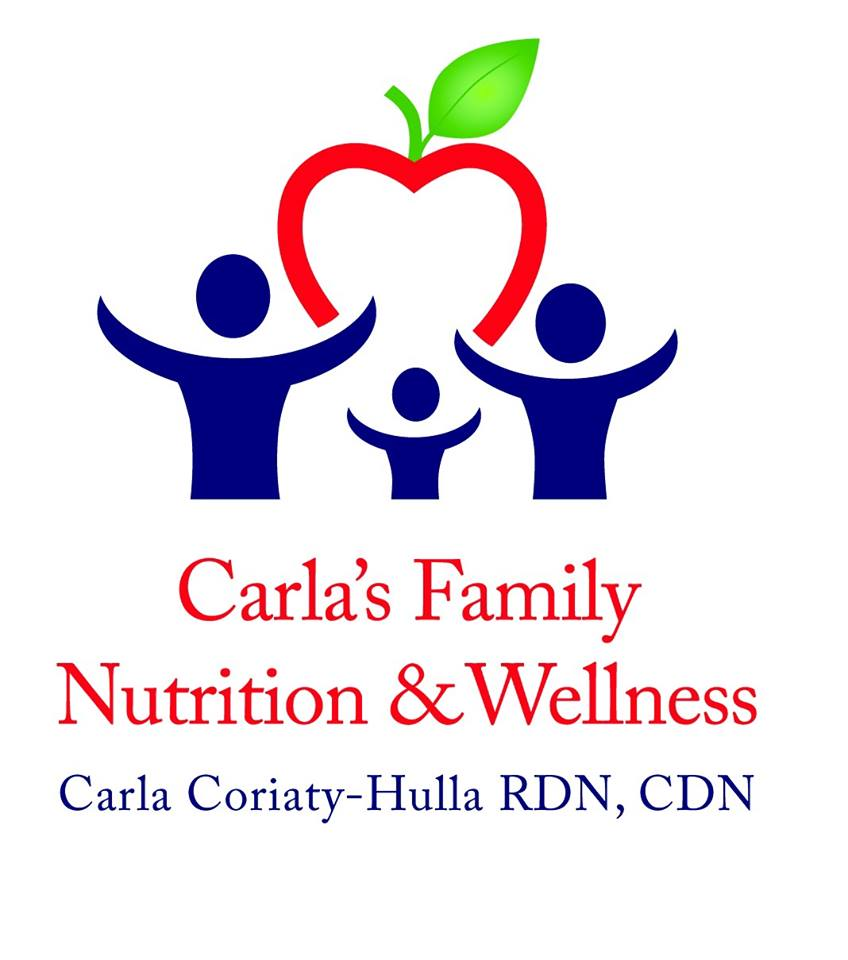 Carla’s Family
Nutrition & Wellness
Carla Coriaty-Hulla RDN, CDN